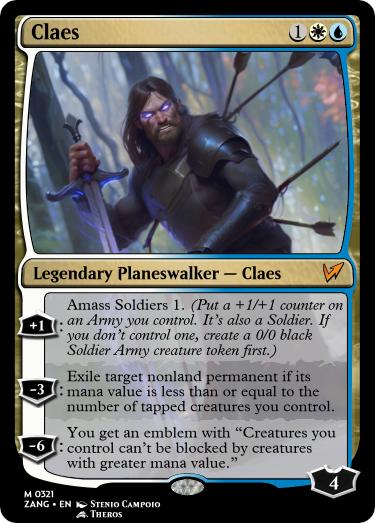 Claes
1
Legendary Planeswalker — Claes
+1
: Amass Soldiers 1. (Put a +1/+1 counter on
an Army you control. It's also a Soldier. If
you don't control one, create a 0/0 black
Soldier Army creature token first.)
-3
: Exile target nonland permanent if its
mana value is less than or equal to the
number of tapped creatures you control.
-6
: You get an emblem with “Creatures you
control can't be blocked by creatures
with greater mana value.”
4
M 0321
ZANG • EN Stenio Campoio
Theros